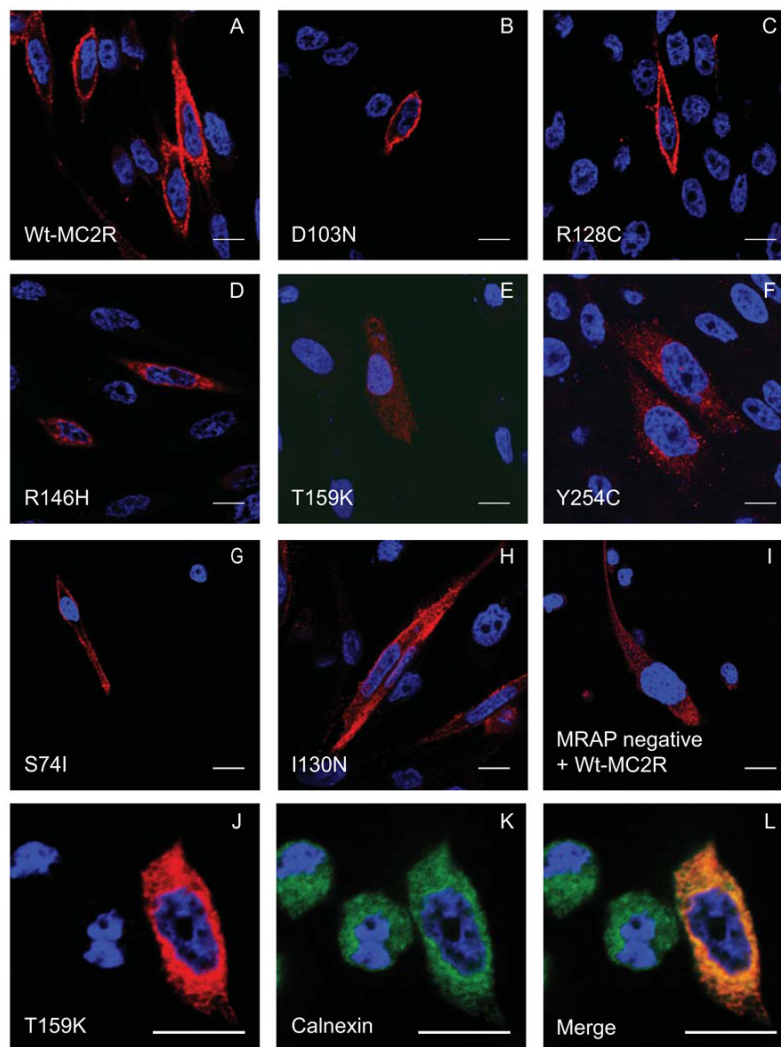 A
Wt-MC2R
B
D103N
C
R128C
D
R146H
E
T159K
F
Y254C
G
S74I
H
I130N
I
MRAP negative
+ Wt-MC2R
J
T159K
K
Calnexin
L
Merge